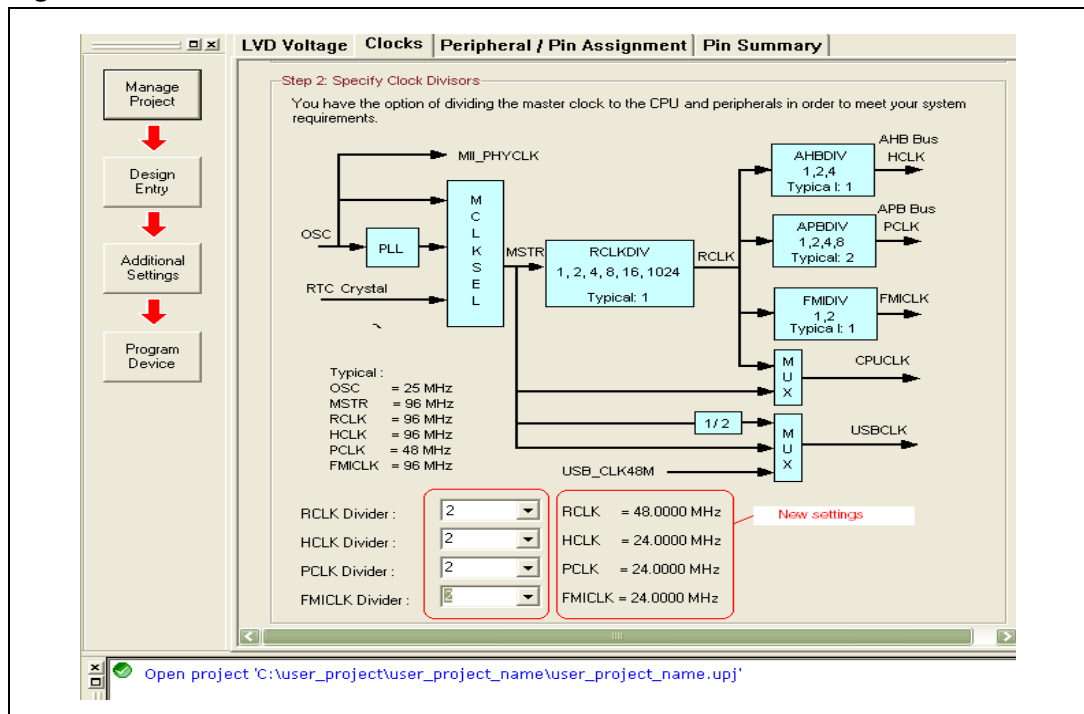 LVD Voltage Clocks Peripheral / Pin Assignment Pin Summary
Manage
Project
Design
Entry
Additional
Settings
Program
Device
Step 2: Specify Clock Divisors
You have the option of dividing the master clock to the CPU and peripherals in order to meet your system
requirements.
MII_PHYCLK
OSC
PLL
RTC Crystal
M
C
L
K
S
E
L
MSTR
RCLKDIV
1, 2, 4, 8, 16, 1024
Typical: 1
RCLK
AHBDIV
1,2,4
Typica l: 1
AHB Bus
HCLK
APBDIV
1,2,4,8
Typical: 2
APB Bus
PCLK
FMIDIV
1,2
Typica l: 1
FMICLK
M
U
X
CPUCLK
1/2
M
U
X
USBCLK
USB_CLK48M
Typical :
OSC = 25 MHz
MSTR = 96 MHz
RCLK = 96 MHz
HCLK = 96 MHz
PCLK = 48 MHz
FMICLK = 96 MHz
RCLK Divider : 2 RCLK = 48.0000 MHz
New settings
HCLK Divider : 2 HCLK = 24.0000 MHz
PCLK Divider : 2 PCLK = 24.0000 MHz
FMICLK Divider : 2 FMICLK = 24.0000 MHz
Open project 'C:\user_project\user_project_name\user_project_name.upj'